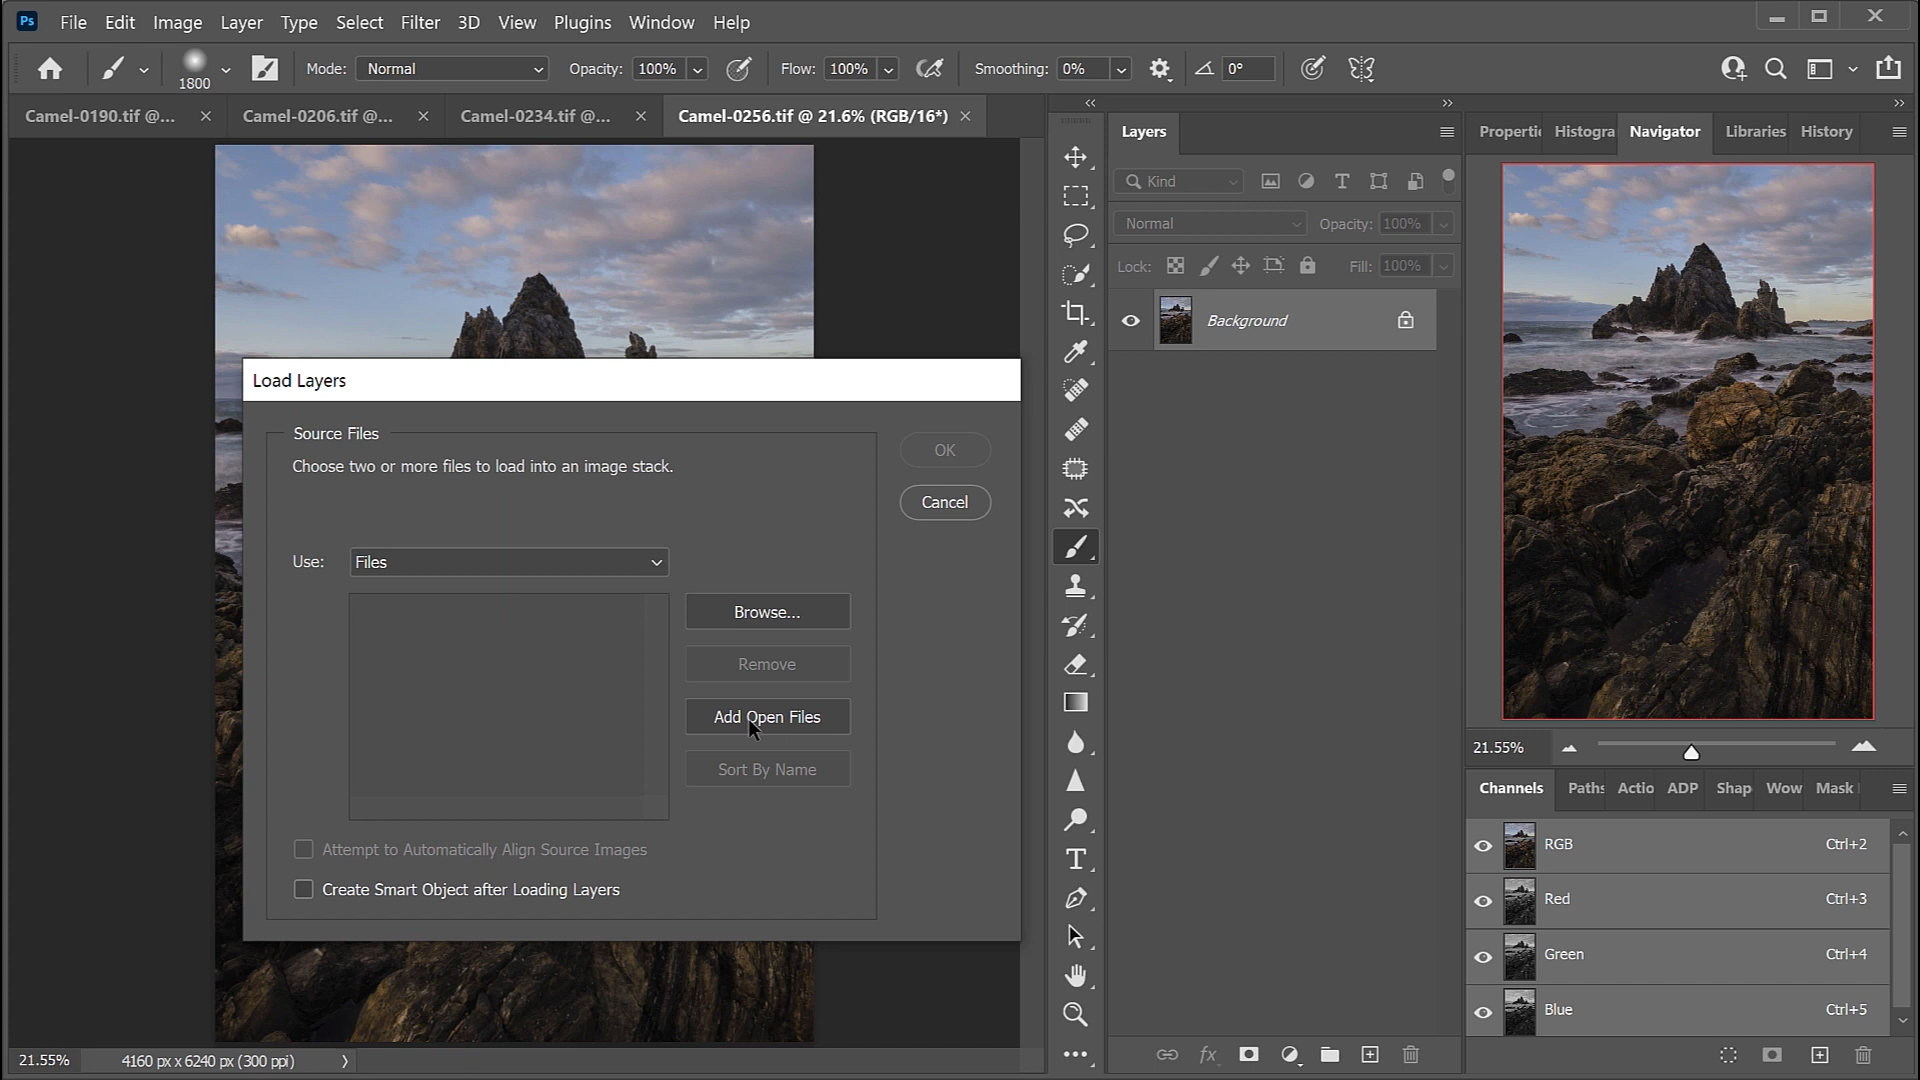 Ps File Edit Image Layer Type Select Filter 3D View Plugins Window Help
1800 Mode: Normal Opacity: 100% Flow: 100% Smoothing: 0% 0°
Camel-0190.tif @... Camel-0206.tif @... Camel-0234.tif @... Camel-0256.tif @ 21.6% (RGB/16*)
Load Layers
Source Files
Choose two or more files to load into an image stack.
OK
Cancel
Use: Files
Browse...
Remove
Add Open Files
Sort By Name
Attempt to Automatically Align Source Images
Create Smart Object after Loading Layers
21.55% 4160 px x 6240 px (300 ppi)
Layers
Kind
Normal Opacity: 100%
Lock: Fill: 100%
Background
fx
Properti Histogra Navigator Libraries History
21.55%
Channels Paths Actio ADP Shap Wow Mask
RGB Ctrl+2
Red Ctrl+3
Green Ctrl+4
Blue Ctrl+5